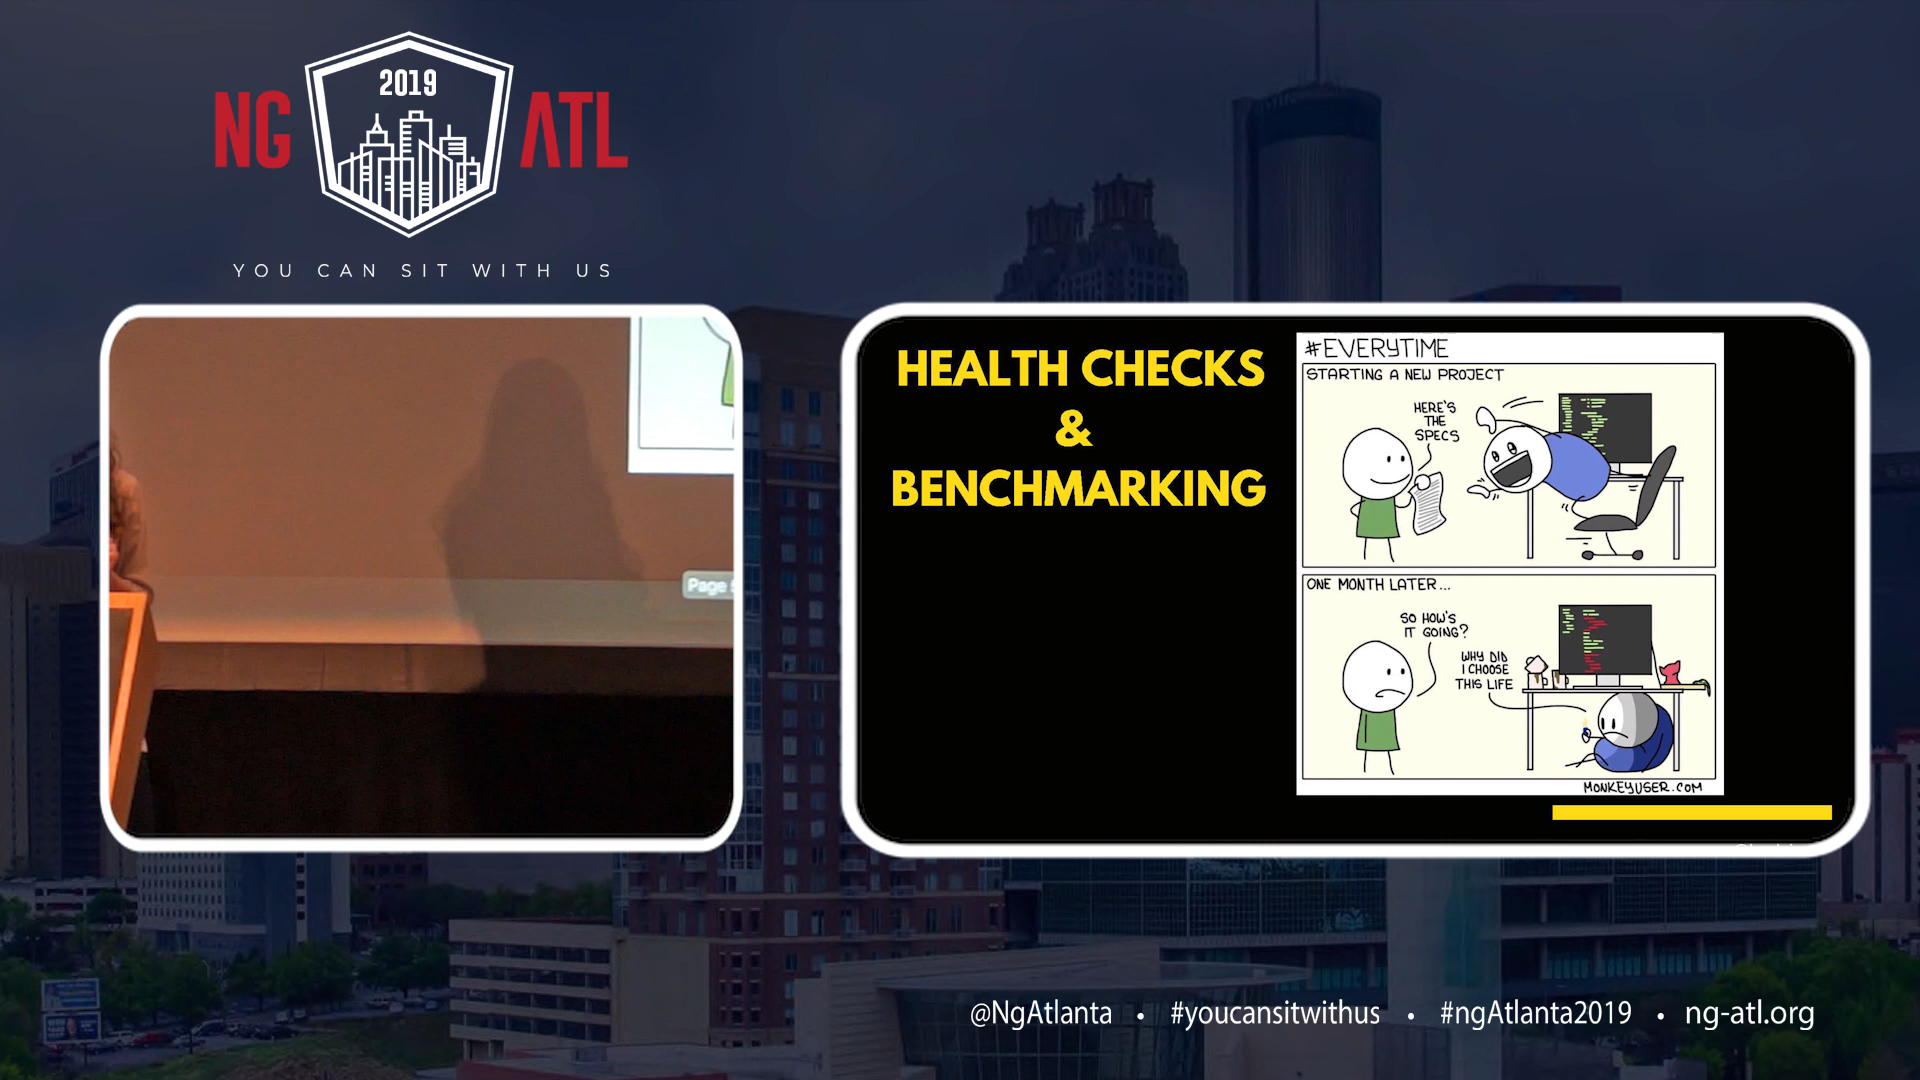 2019
NG ATL
YOU CAN SIT WITH US
Page
HEALTH CHECKS
&
BENCHMARKING
#EVERYTIME
STARTING A NEW PROJECT
HERE'S
THE
SPECS
ONE MONTH LATER...
SO HOW'S
IT GOING?
WHY DID
I CHOOSE
THIS LIFE
MONKEYUSER.COM
@NgAtlanta • #youcansitwithus • #ngAtlanta2019 • ng-atl.org